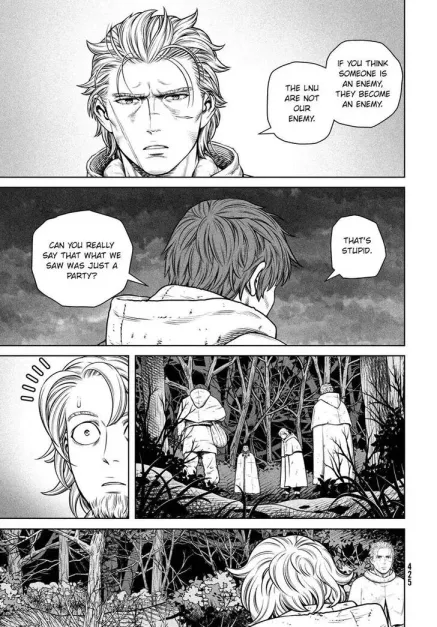 IF YOU THINK
SOMEONE IS
AN ENEMY,
THEY BECOME
AN ENEMY.
THE LNU
ARE NOT
OUR
ENEMY.
THAT'S
STUPID.
CAN YOU REALLY
SAY THAT WHAT WE
SAW WAS JUST A
PARTY?
425